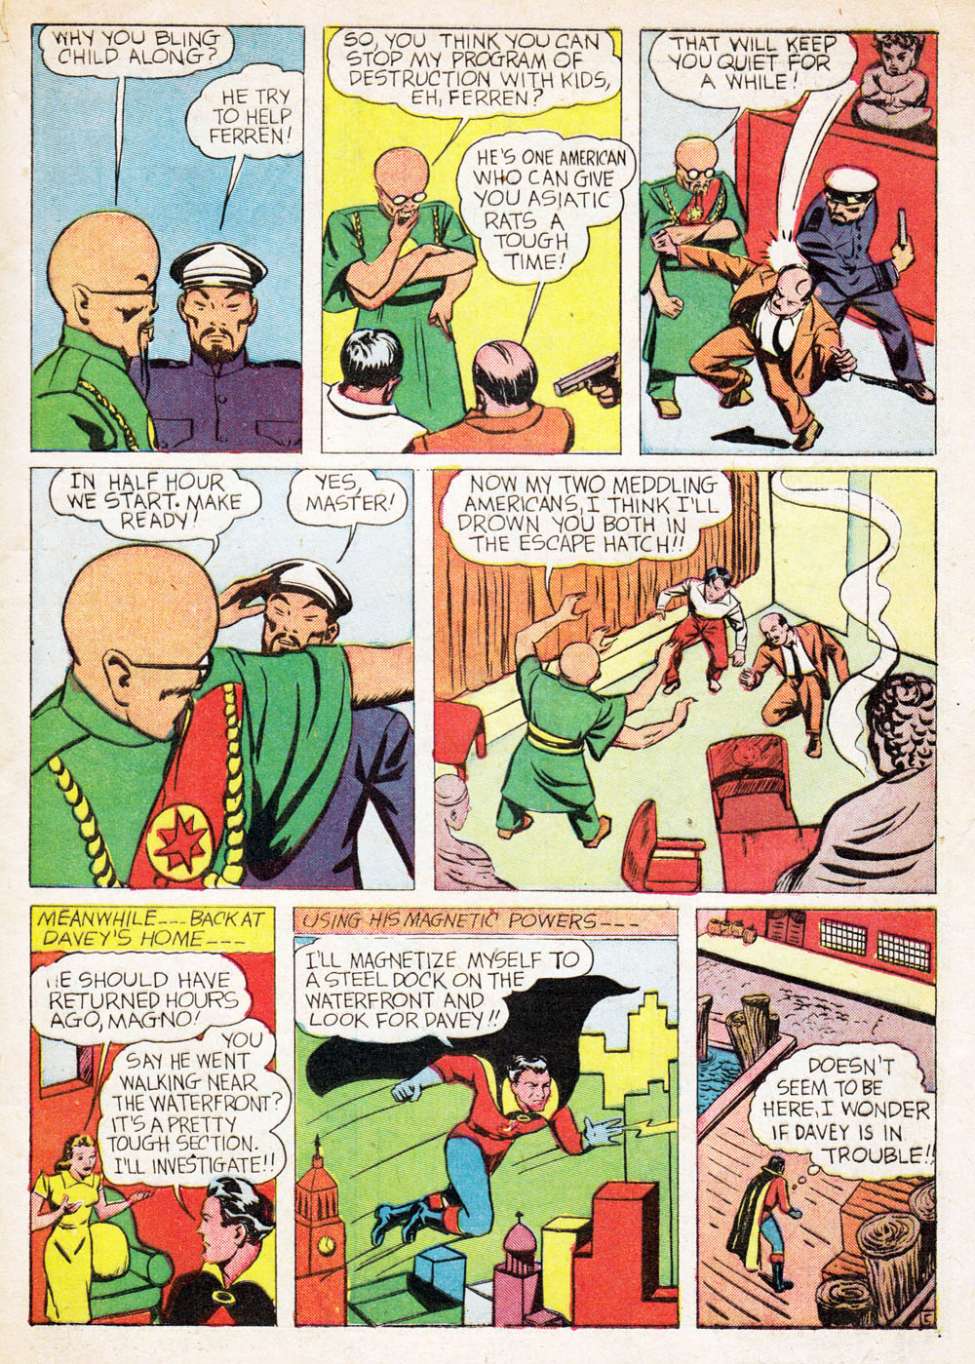 WHY YOU BLING
CHILD ALONG?
HE TRY
TO HELP
FERREN!
SO, YOU THINK YOU CAN
STOP MY PROGRAM OF
DESTRUCTION WITH KIDS,
EH, FERREN?
HE'S ONE AMERICAN
WHO CAN GIVE
YOU ASIATIC
RATS A
TOUGH
TIME!
THAT WILL KEEP
YOU QUIET FOR
A WHILE!
IN HALF HOUR
WE START. MAKE
READY!
YES,
MASTER!
NOW MY TWO MEDDLING
AMERICANS, I THINK I'LL
DROWN YOU BOTH IN
THE ESCAPE HATCH!!
MEANWHILE---BACK AT
DAVEY'S HOME---
HE SHOULD HAVE
RETURNED HOURS
AGO, MAGNO!
YOU
SAY HE WENT
WALKING NEAR
THE WATERFRONT?
IT'S A PRETTY
TOUGH SECTION.
I'LL INVESTIGATE!!
USING HIS MAGNETIC POWERS----
I'LL MAGNETIZE MYSELF TO
A STEEL DOCK ON THE
WATERFRONT AND
LOOK FOR DAVEY!!
DOESN'T
SEEM TO BE
HERE, I WONDER
IF DAVEY IS IN
TROUBLE!!